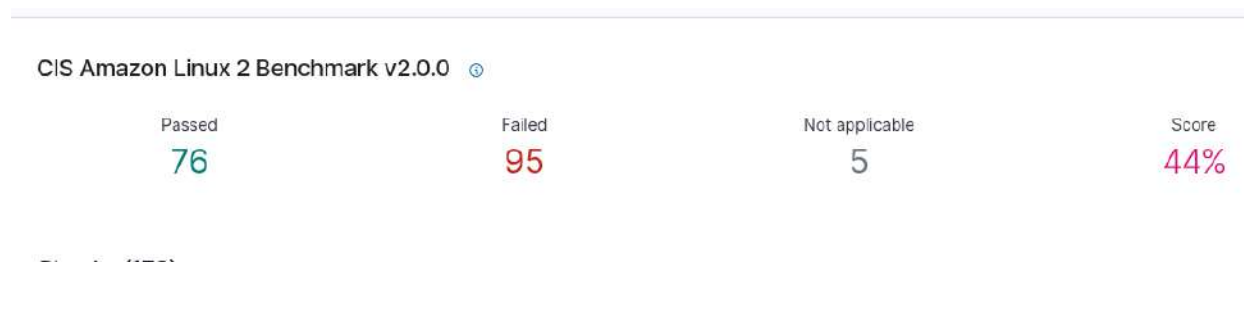 CIS Amazon Linux 2 Benchmark v2.0.0
Passed Failed Not applicable Score
76 95 5 44%